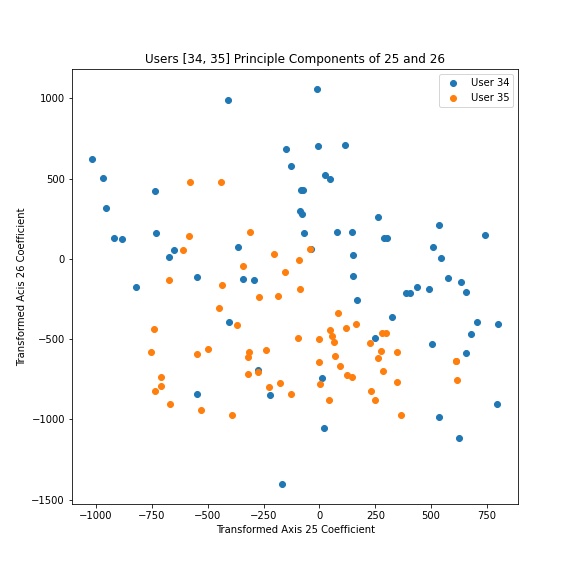 Users [34, 35] Principle Components of 25 and 26
User 34
User 35
Transformed Acis 26 Coefficient
1000
500
0
−500
−1000
−1500
−1000
−750
−500
−250
0
250
500
750
Transformed Axis 25 Coefficient